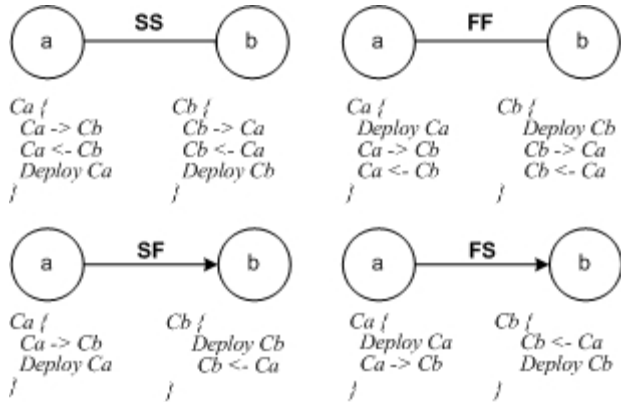 SS
a
b
FF
a
b
Ca {
Ca -> Cb
Ca <- Cb
Deploy Ca
}
Cb {
Cb -> Ca
Cb <- Ca
Deploy Cb
}
Ca {
Deploy Ca
Ca -> Cb
Ca <- Cb
}
Cb {
Deploy Cb
Cb -> Ca
Cb <- Ca
}
SF
a
b
FS
a
b
Ca {
Ca -> Cb
Deploy Ca
}
Cb {
Deploy Cb
Cb <- Ca
}
Ca {
Deploy Ca
Ca -> Cb
}
Cb {
Cb <- Ca
Deploy Cb
}